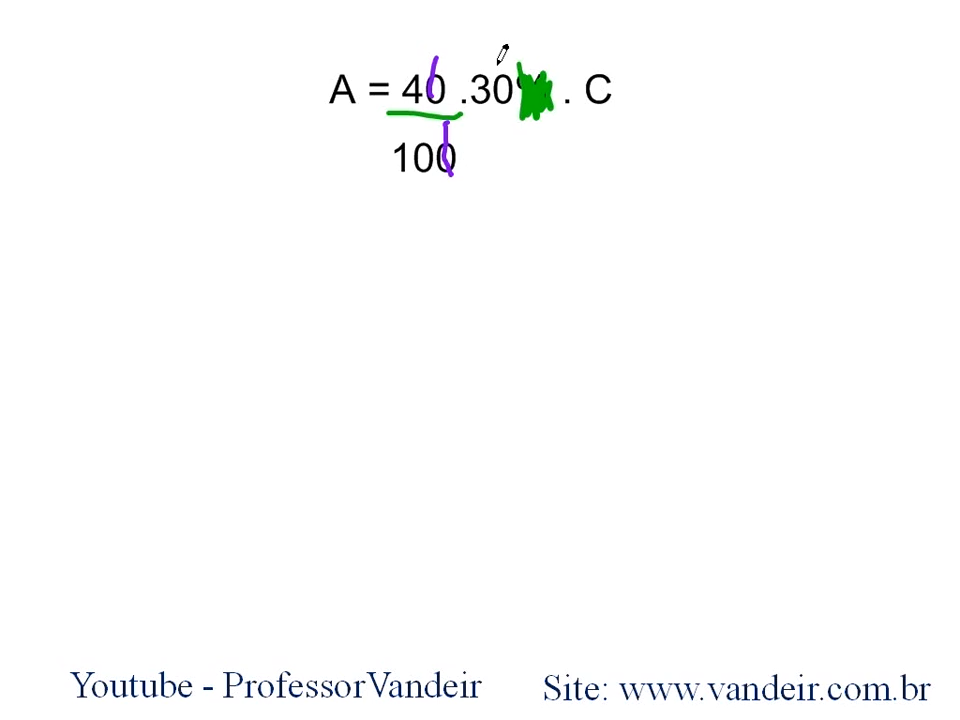 A = 40 .30% . C
100
Youtube - ProfessorVandeir
Site: www.vandeir.com.br